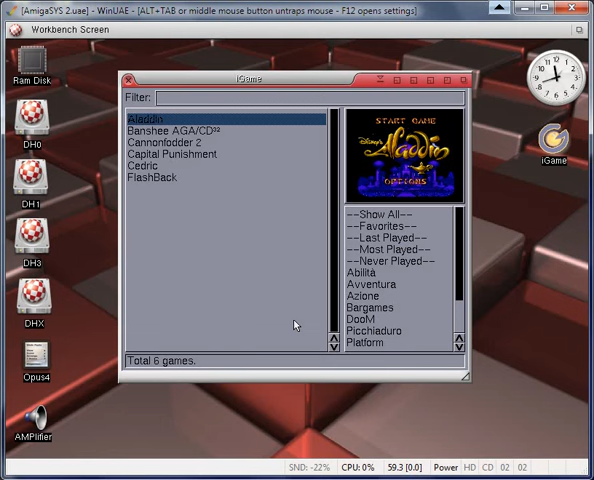 [AmigaSYS 2.uae] - WinUAE - [ALT+TAB or middle mouse button untraps mouse - F12 opens settings]
Workbench Screen
Ram Disk
DH0
DH1
DH3
DHX
Opus4
AMPlifier
iGame
iGame
Filter:
Aladdin
Banshee AGA/CD³²
Cannonfodder 2
Capital Punishment
Cedric
FlashBack
START GAME
Disney's
Aladdin
OPTIONS
--Show All--
--Favorites--
--Last Played--
--Most Played--
--Never Played--
Abilità
Avventura
Azione
Bargames
DooM
Picchiaduro
Platform
Total 6 games.
SND: -22% CPU: 0% 59.3 [0.0] Power HD CD 02 02